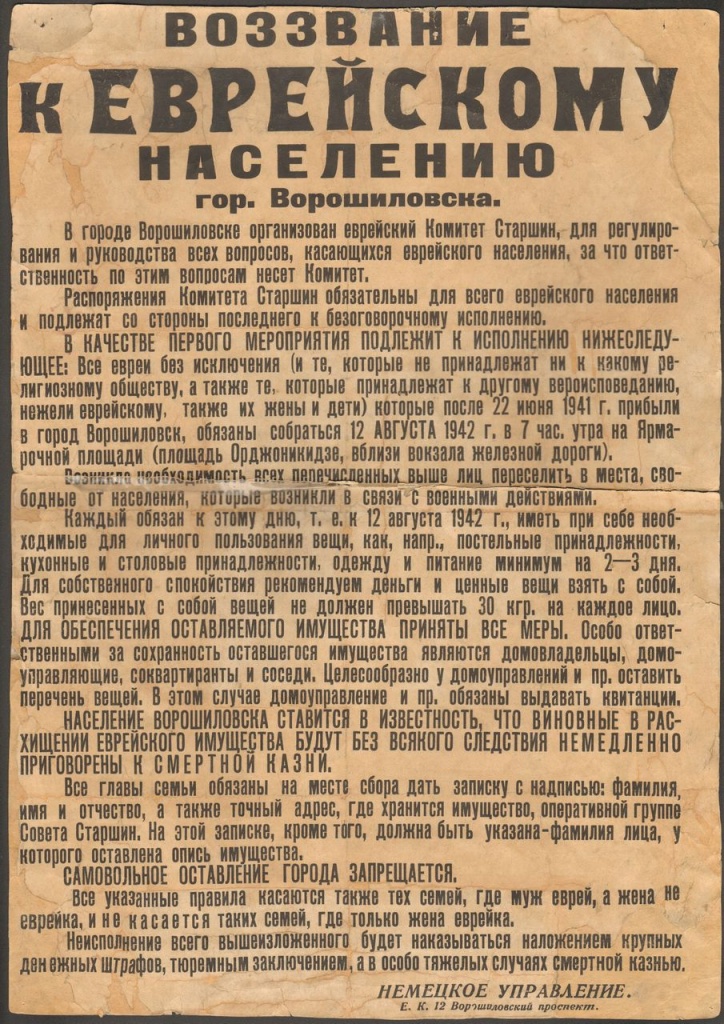 ВОЗЗВАНИЕ
К ЕВРЕЙСКОМУ
НАСЕЛЕНИЮ
гор. Ворошиловска.
В городе Ворошиловске организован еврейский Комитет Старшин, для регулиро-
вания и руководства всех вопросов, касающихся еврейского населения, за что ответ-
ственность по этим вопросам несет Комитет.
Распоряжения Комитета Старшин обязательны для всего еврейского населения
и подлежат со стороны последнего к безоговорочному исполнению.
В КАЧЕСТВЕ ПЕРВОГО МЕРОПРИЯТИЯ ПОДЛЕЖИТ К ИСПОЛНЕНИЮ НИЖЕСЛЕДУ-
ЮЩЕЕ: Все евреи без исключения (и те, которые не принадлежат ни к какому ре-
лигиозному обществу, а также те, которые принадлежат к другому вероисповеданию,
нежели еврейскому, также их жены и дети) которые после 22 июня 1941 г. прибыли
в город Ворошиловск, обязаны собраться 12 АВГУСТА 1942 г. в 7 час. утра на Ярма-
рочной площади (площадь Орджоникидзе, вблизи вокзала железной дороги).
Возникла необходимость всех перечисленных выше лиц переселить в места, сво-
бодные от населения, которые возникли в связи с военными действиями.
Каждый обязан к этому дню, т. е. к 12 августа 1942 г., иметь при себе необ-
ходимые для личного пользования вещи, как, напр., постельные принадлежности,
кухонные и столовые принадлежности, одежду и питание минимум на 2—3 дня.
Для собственного спокойствия рекомендуем деньги и ценные вещи взять с собой.
Вес принесенных с собой вещей не должен превышать 30 кгр. на каждое лицо.
ДЛЯ ОБЕСПЕЧЕНИЯ ОСТАВЛЯЕМОГО ИМУЩЕСТВА ПРИНЯТЫ ВСЕ МЕРЫ. Особо ответ-
ственными за сохранность оставшегося имущества являются домовладельцы, домо-
управляющие, соквартиранты и соседи. Целесообразно у домоуправлений и пр. оставить
перечень вещей. В этом случае домоуправление и пр. обязаны выдавать квитанции.
НАСЕЛЕНИЕ ВОРОШИЛОВСКА СТАВИТСЯ В ИЗВЕСТНОСТЬ, ЧТО ВИНОВНЫЕ В РАС-
ХИЩЕНИИ ЕВРЕЙСКОГО ИМУЩЕСТВА БУДУТ БЕЗ ВСЯКОГО СЛЕДСТВИЯ НЕМЕДЛЕННО
ПРИГОВОРЕНЫ К СМЕРТНОЙ КАЗНИ.
Все главы семьи обязаны на месте сбора дать записку с надписью: фамилия,
имя и отчество, а также точный адрес, где хранится имущество, оперативной группе
Совета Старшин. На этой записке, кроме того, должна быть указана-фамилия лица, у
которого оставлена опись имущества.
САМОВОЛЬНОЕ ОСТАВЛЕНИЕ ГОРОДА ЗАПРЕЩАЕТСЯ.
Все указанные правила касаются также тех семей, где муж еврей, а жена не
еврейка, и не касается таких семей, где только жена еврейка.
Неисполнение всего вышеизложенного будет наказываться наложением крупных
денежных штрафов, тюремным заключением, а в особо тяжелых случаях смертной казнью.
НЕМЕЦКОЕ УПРАВЛЕНИЕ.
Е. К. 12 Ворошиловский проспект.